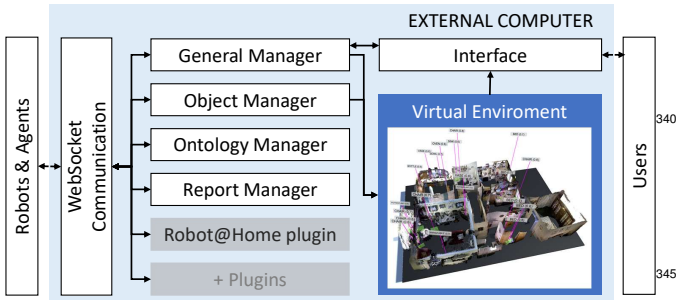 EXTERNAL COMPUTER
Robots & Agents
WebSocket
Communication
General Manager
Object Manager
Ontology Manager
Report Manager
Robot@Home plugin
+ Plugins
Interface
Virtual Enviroment
Users
340
345